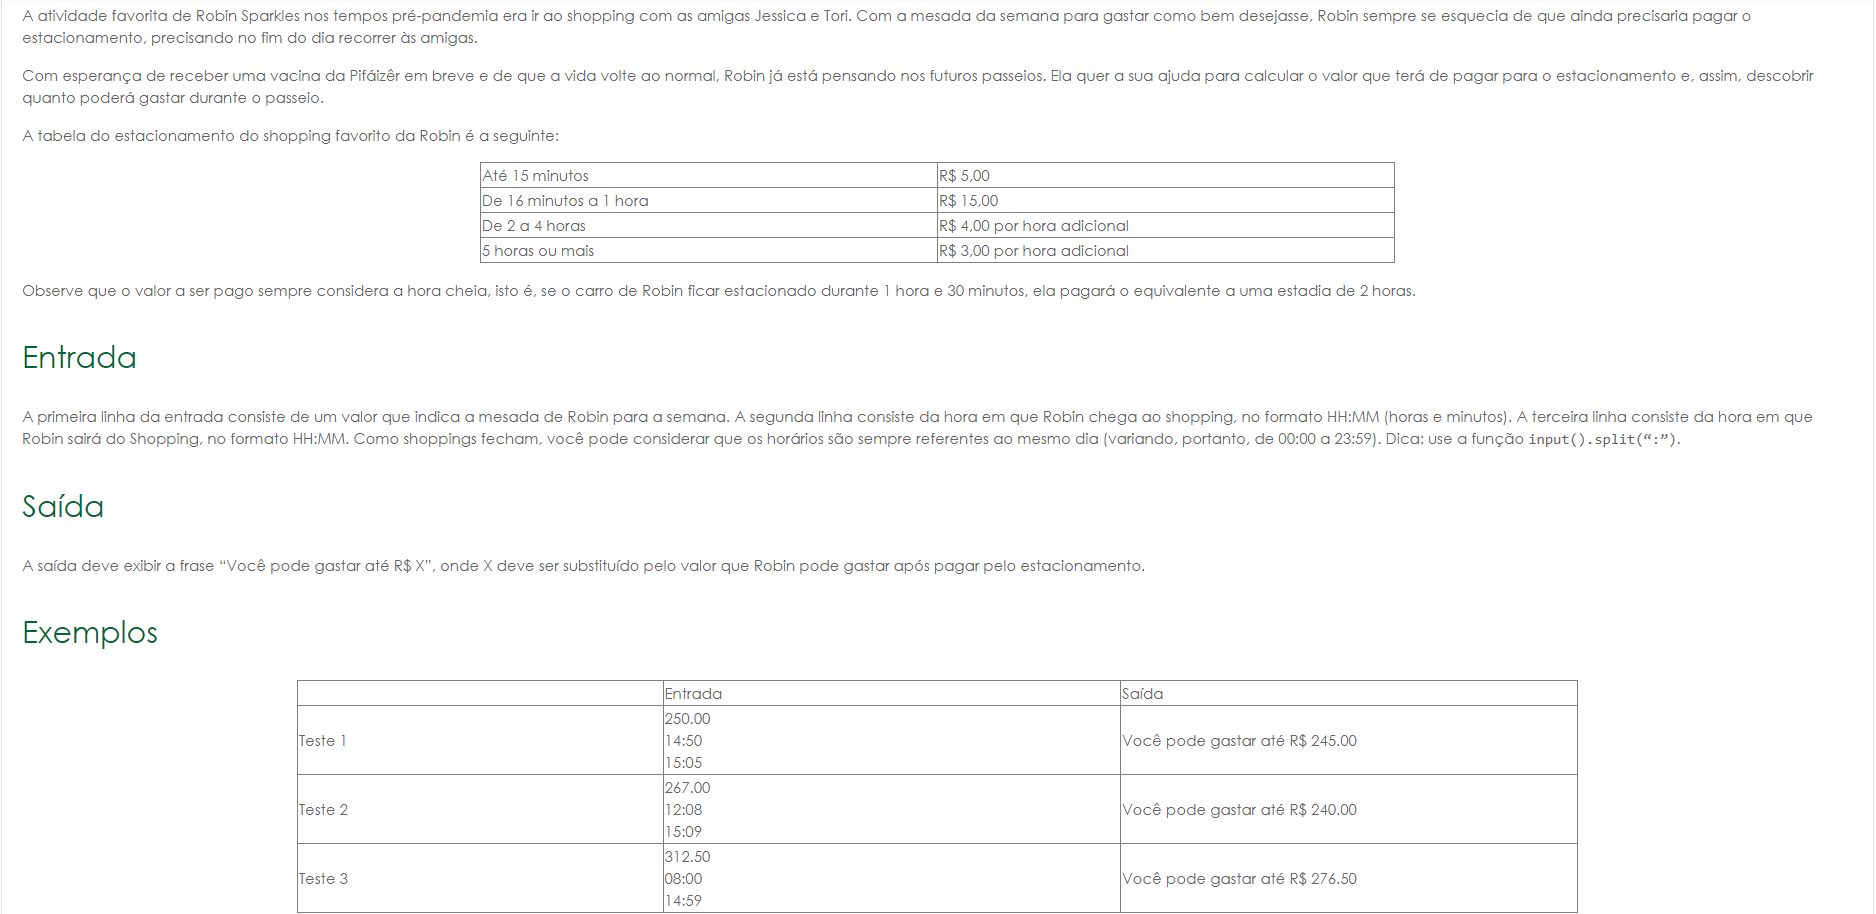 A atividade favorita de Robin Sparkles nos tempos pré-pandemia era ir ao shopping com as amigas Jessica e Tori. Com a mesada da semana para gastar como bem desejasse, Robin sempre se esquecia de que ainda precisaria pagar o
estacionamento, precisando no fim do dia recorrer às amigas.
Com esperança de receber uma vacina da Pifáizêr em breve e de que a vida volte ao normal, Robin já está pensando nos futuros passeios. Ela quer a sua ajuda para calcular o valor que terá de pagar para o estacionamento e, assim, descobrir
quanto poderá gastar durante o passeio.
A tabela do estacionamento do shopping favorito da Robin é a seguinte:
Até 15 minutos R$ 5,00
De 16 minutos a 1 hora R$ 15,00
De 2 a 4 horas R$ 4,00 por hora adicional
5 horas ou mais R$ 3,00 por hora adicional
Observe que o valor a ser pago sempre considera a hora cheia, isto é, se o carro de Robin ficar estacionado durante 1 hora e 30 minutos, ela pagará o equivalente a uma estadia de 2 horas.
Entrada
A primeira linha da entrada consiste de um valor que indica a mesada de Robin para a semana. A segunda linha consiste da hora em que Robin chega ao shopping, no formato HH:MM (horas e minutos). A terceira linha consiste da hora em que
Robin sairá do Shopping, no formato HH:MM. Como shoppings fecham, você pode considerar que os horários são sempre referentes ao mesmo dia (variando, portanto, de 00:00 a 23:59). Dica: use a função input().split(“:”).
Saída
A saída deve exibir a frase “Você pode gastar até R$ X”, onde X deve ser substituído pelo valor que Robin pode gastar após pagar pelo estacionamento.
Exemplos
Entrada Saída
Teste 1
250.00
14:50
15:05
Você pode gastar até R$ 245.00
Teste 2
267.00
12:08
15:09
Você pode gastar até R$ 240.00
Teste 3
312.50
08:00
14:59
Você pode gastar até R$ 276.50